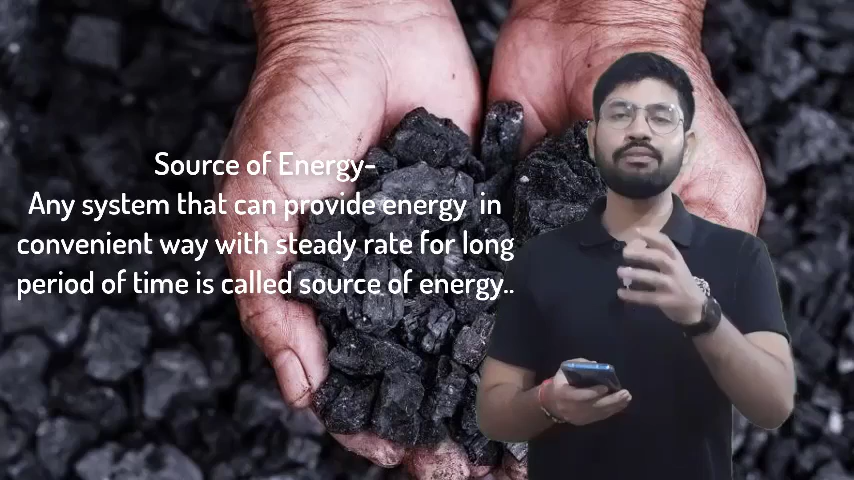 Source of Energy-
Any system that can provide energy in
convenient way with steady rate for long
period of time is called source of energy..